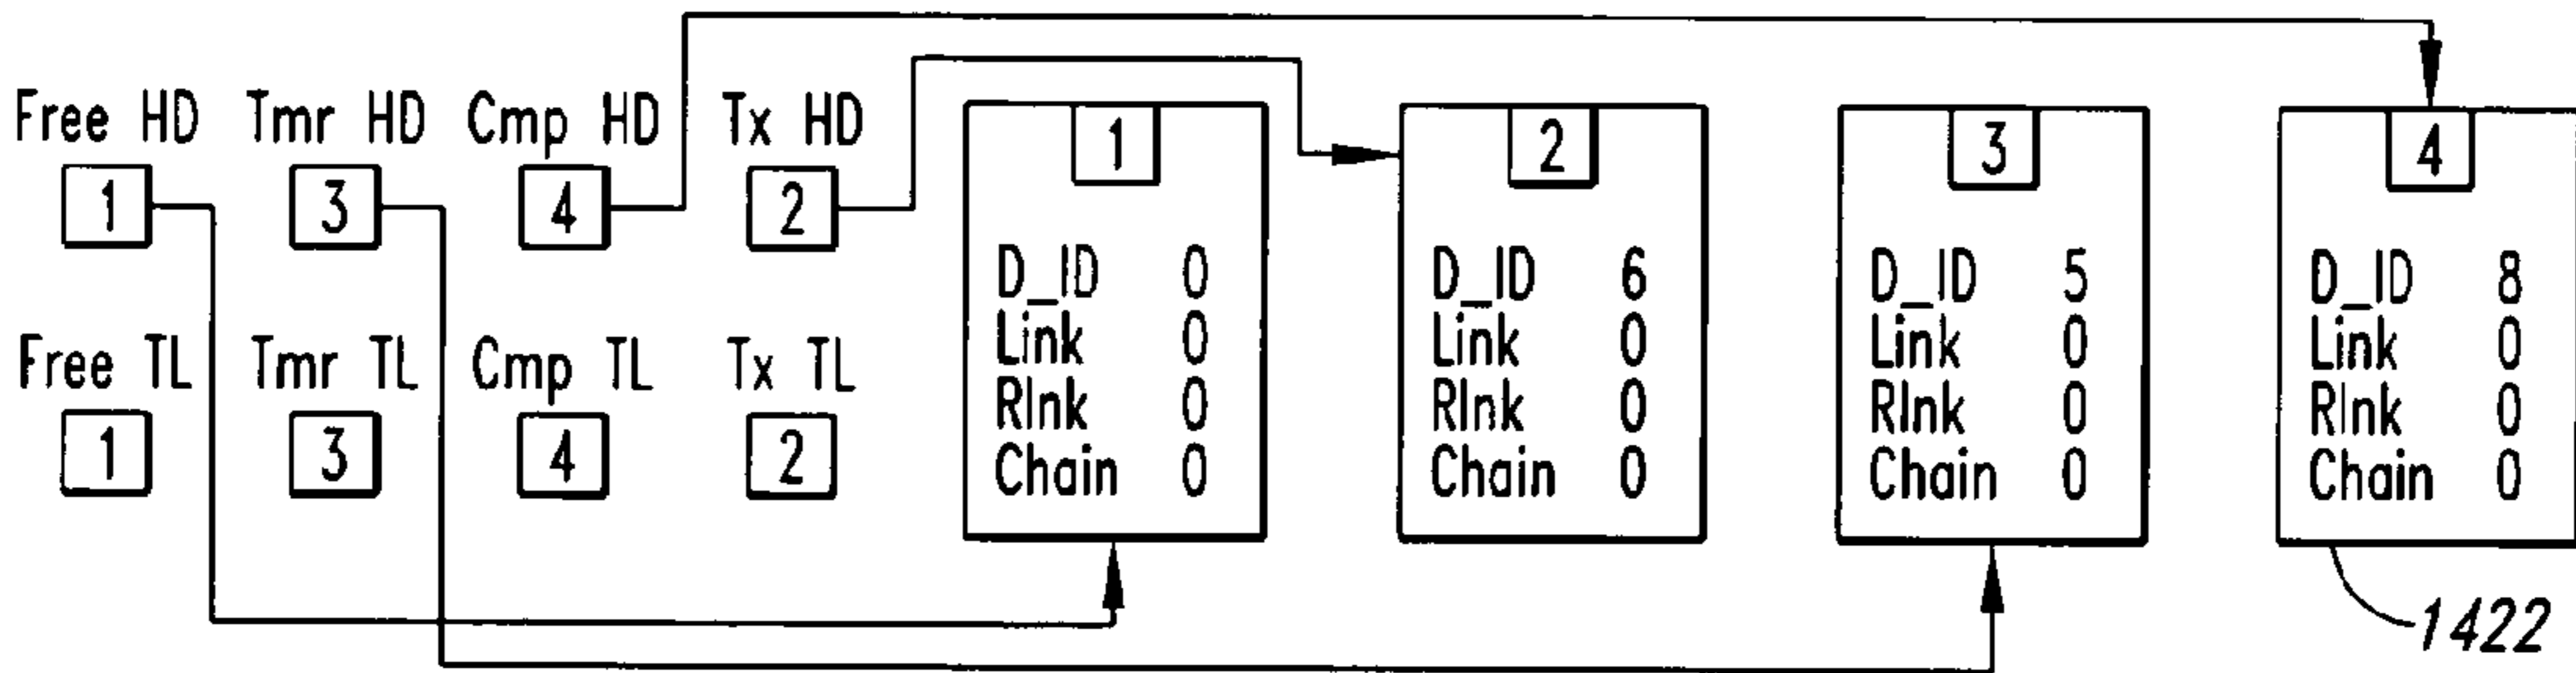 Free HD Tmr HD Cmp HD Tx HD
1 3 4 2
Free TL Tmr TL Cmp TL Tx TL
1 3 4 2
1
D_ID 0
Link 0
Rlnk 0
Chain 0
2
D_ID 6
Link 0
Rlnk 0
Chain 0
3
D_ID 5
Link 0
Rlnk 0
Chain 0
4
D_ID 8
Link 0
Rlnk 0
Chain 0
1422